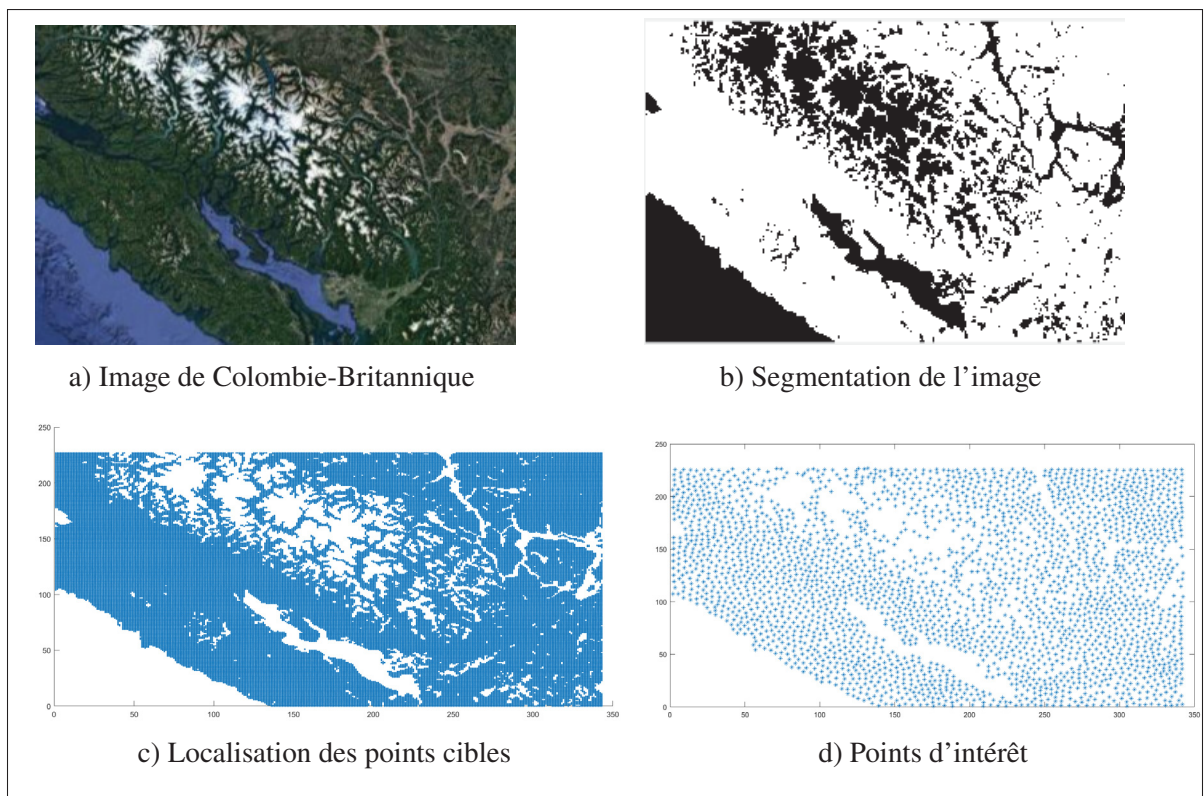 a) Image de Colombie-Britannique
b) Segmentation de l'image
250
200
150
100
50
0
0 50 100 150 200 250 300 350
c) Localisation des points cibles
250
200
150
100
50
0
0 50 100 150 200 250 300 350
d) Points d'intérêt